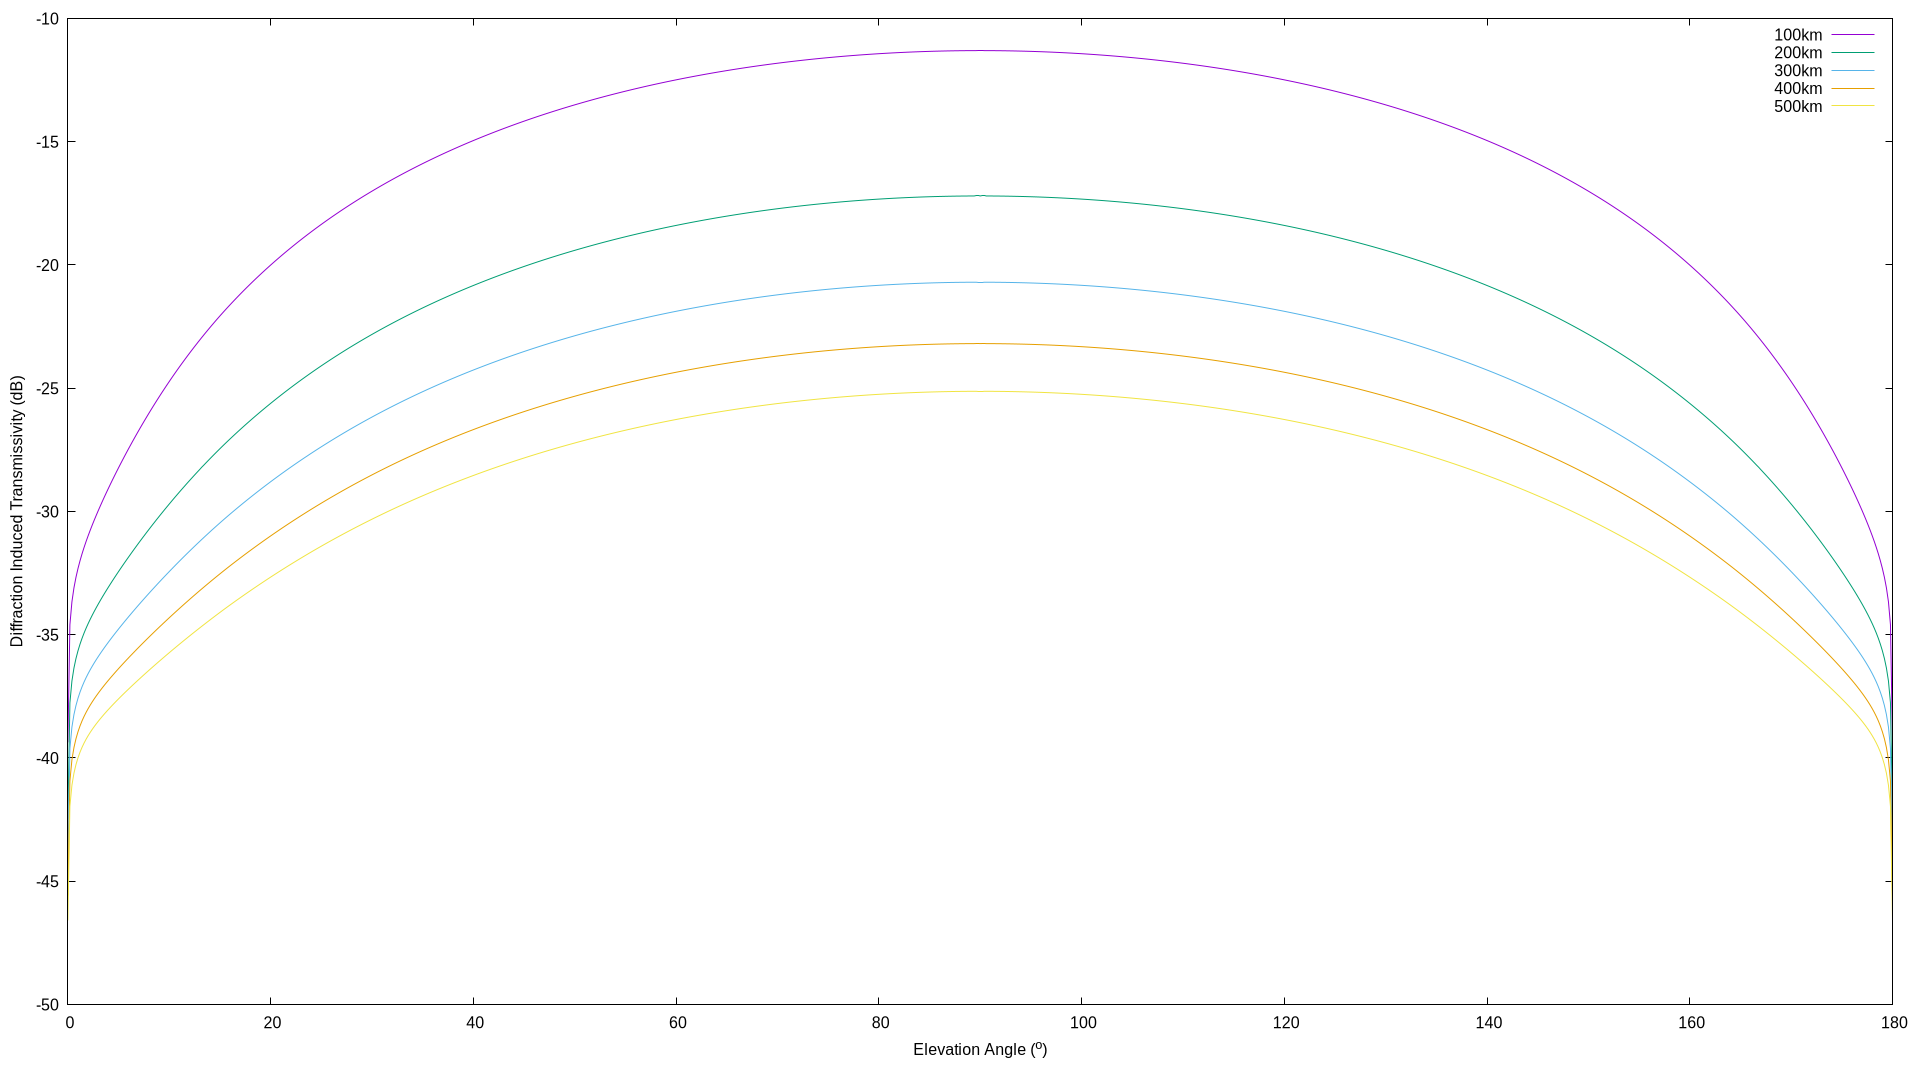 -10
-15
-20
-25
-30
-35
-40
-45
-50
0 20 40 60 80 100 120 140 160 180
Diffraction Induced Transmissivity (dB)
Elevation Angle (º)
100km
200km
300km
400km
500km